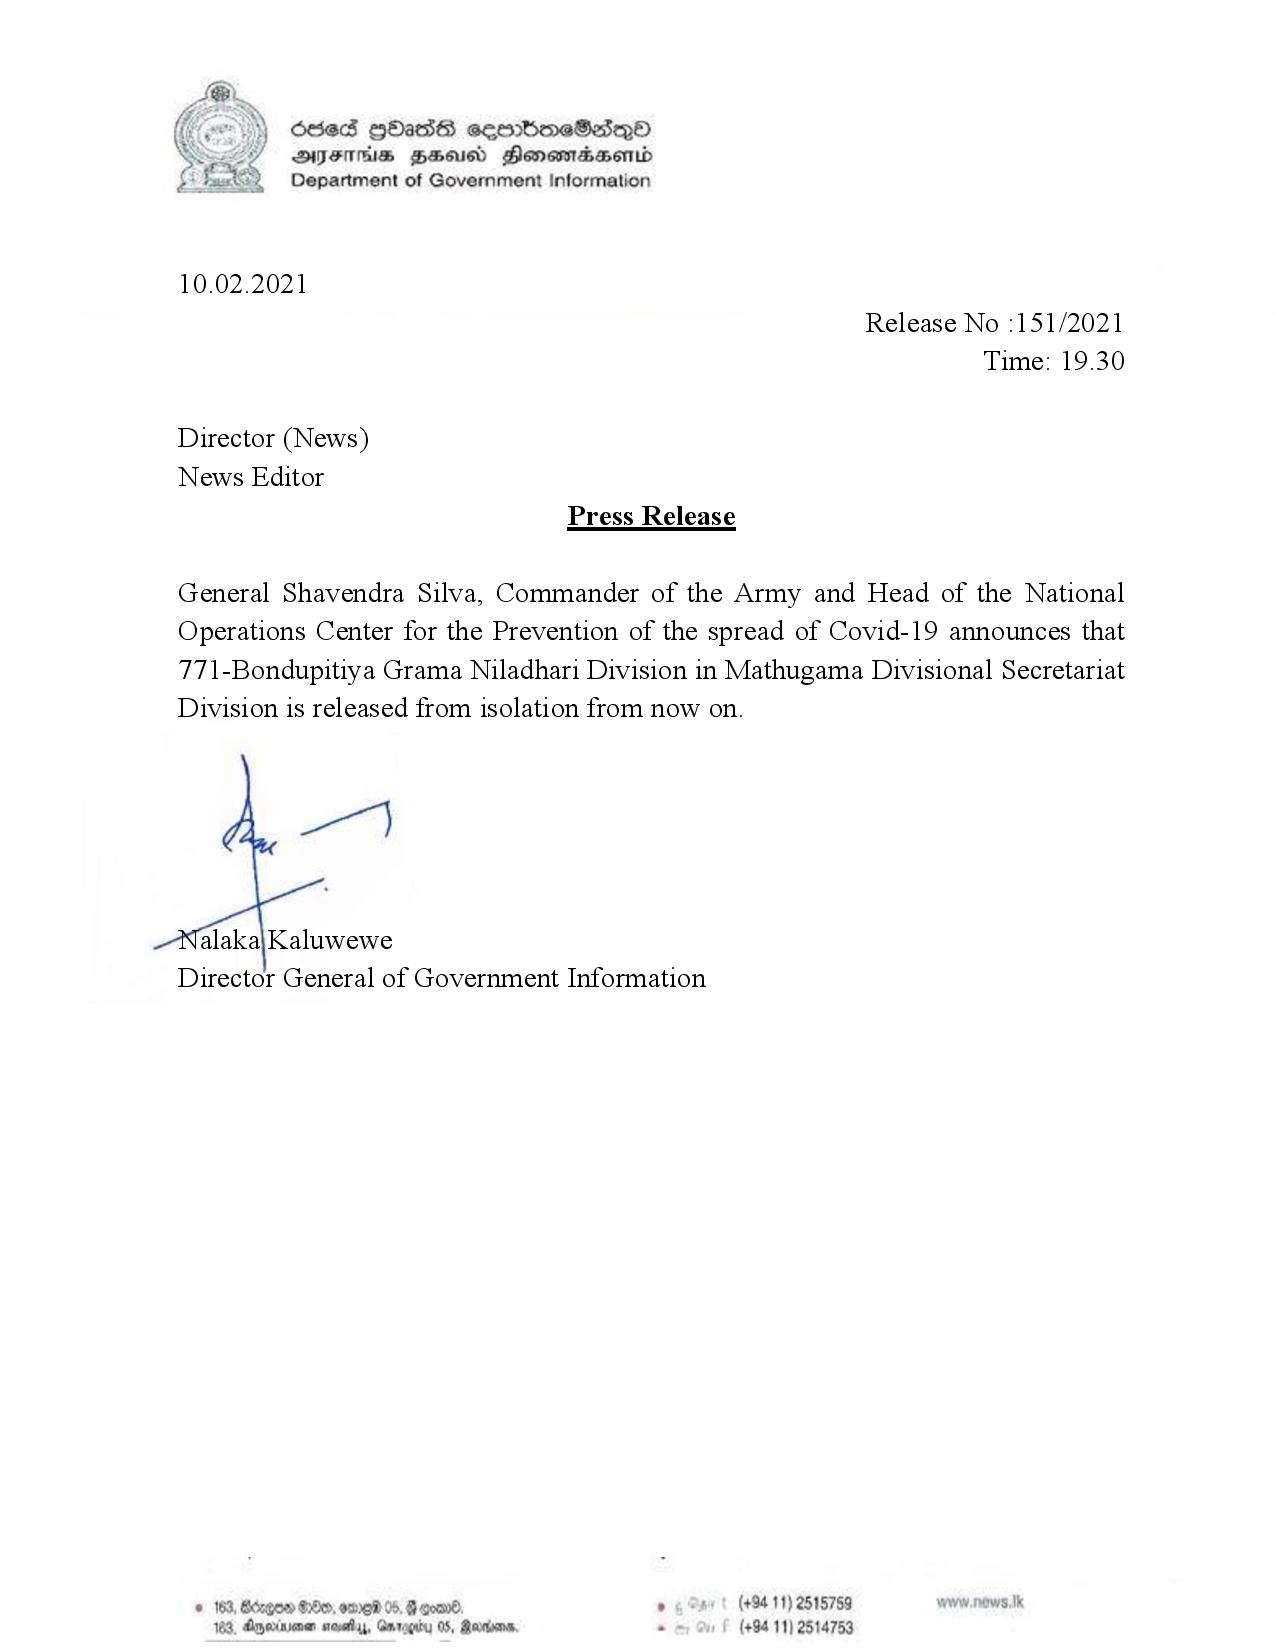 රජයේ ප්‍රවෘත්ති දෙපාර්තමේන්තුව
அரசாங்க தகவல் திணைக்களம்
Department of Government Information
10.02.2021
Release No :151/2021
Time: 19.30
Director (News)
News Editor
Press Release
General Shavendra Silva, Commander of the Army and Head of the National
Operations Center for the Prevention of the spread of Covid-19 announces that
771-Bondupitiya Grama Niladhari Division in Mathugama Divisional Secretariat
Division is released from isolation from now on.
Nalaka Kaluwewe
Director General of Government Information
163, කිරුලපන මාවත, කොළඹ 05, ශ්‍රී ලංකාව.
163, கிருலப்பனை எவனியூ, கொழும்பு 05, இலங்கை.
(+94 11) 2515759
(+94 11) 2514753
www.news.lk